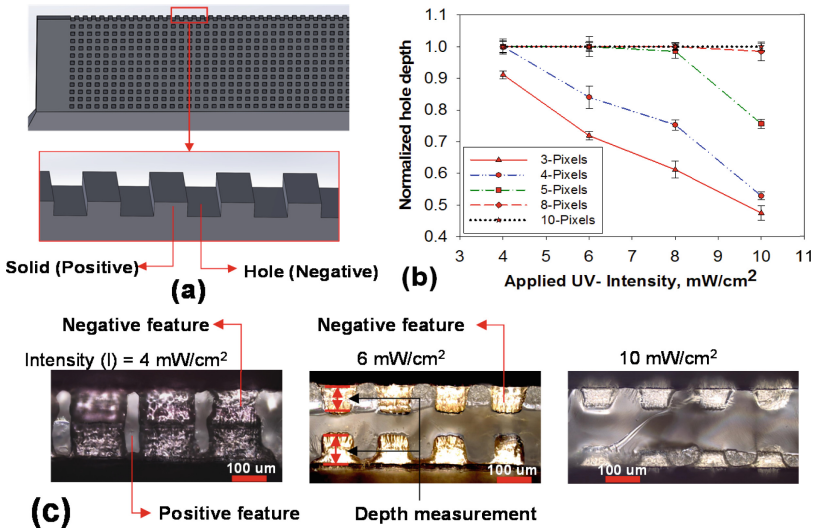 (a)
Solid (Positive)
Hole (Negative)
(b)
Normalized hole depth
1.0
1.0
0.9
0.8
0.7
0.6
0.5
0.4
3-Pixels
4-Pixels
5-Pixels
8-Pixels
10-Pixels
3 4 5 6 7 8 9 10 11
Applied UV- Intensity, mW/cm²
Negative feature
Negative feature
Intensity (I) = 4 mW/cm²
6 mW/cm²
10 mW/cm²
100 um
100 um
100 um
(c)
Positive feature
Depth measurement